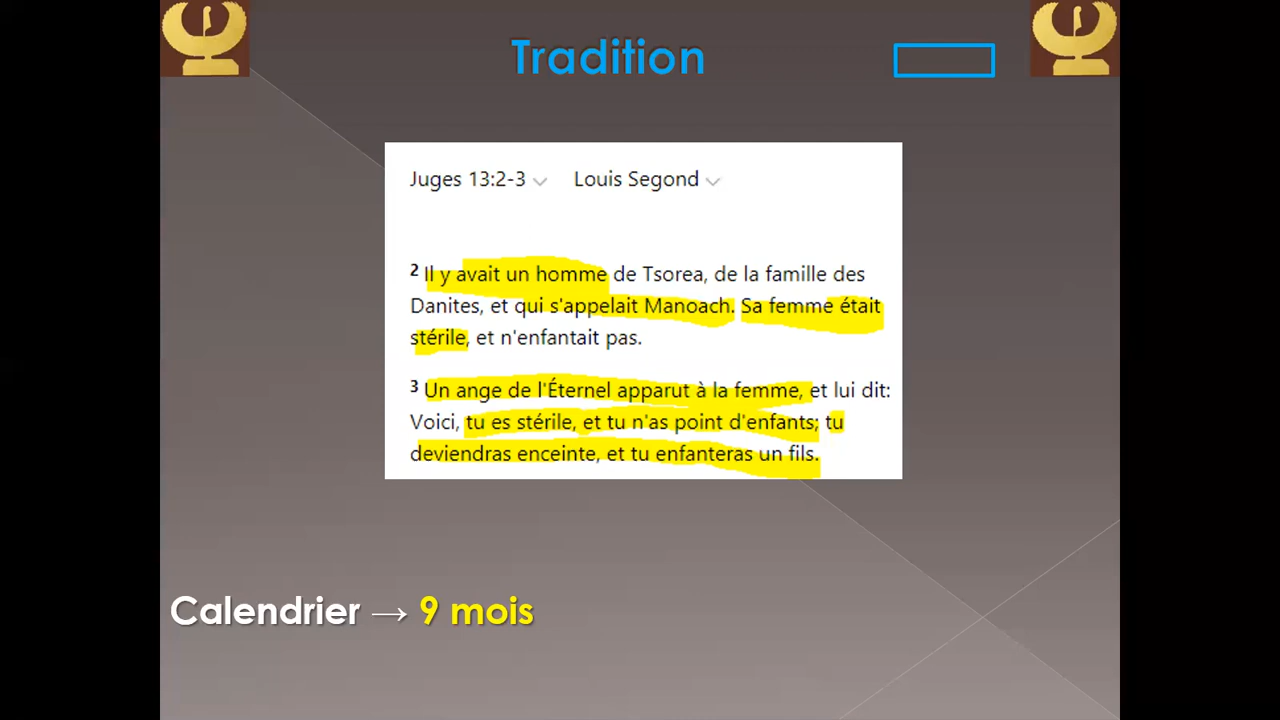 Tradition
Juges 13:2-3 Louis Segond
2 Il y avait un homme de Tsorea, de la famille des
Danites, et qui s'appelait Manoach. Sa femme était
stérile, et n'enfantait pas.
3 Un ange de l'Éternel apparut à la femme, et lui dit:
Voici, tu es stérile, et tu n'as point d'enfants; tu
deviendras enceinte, et tu enfanteras un fils.
Calendrier → 9 mois